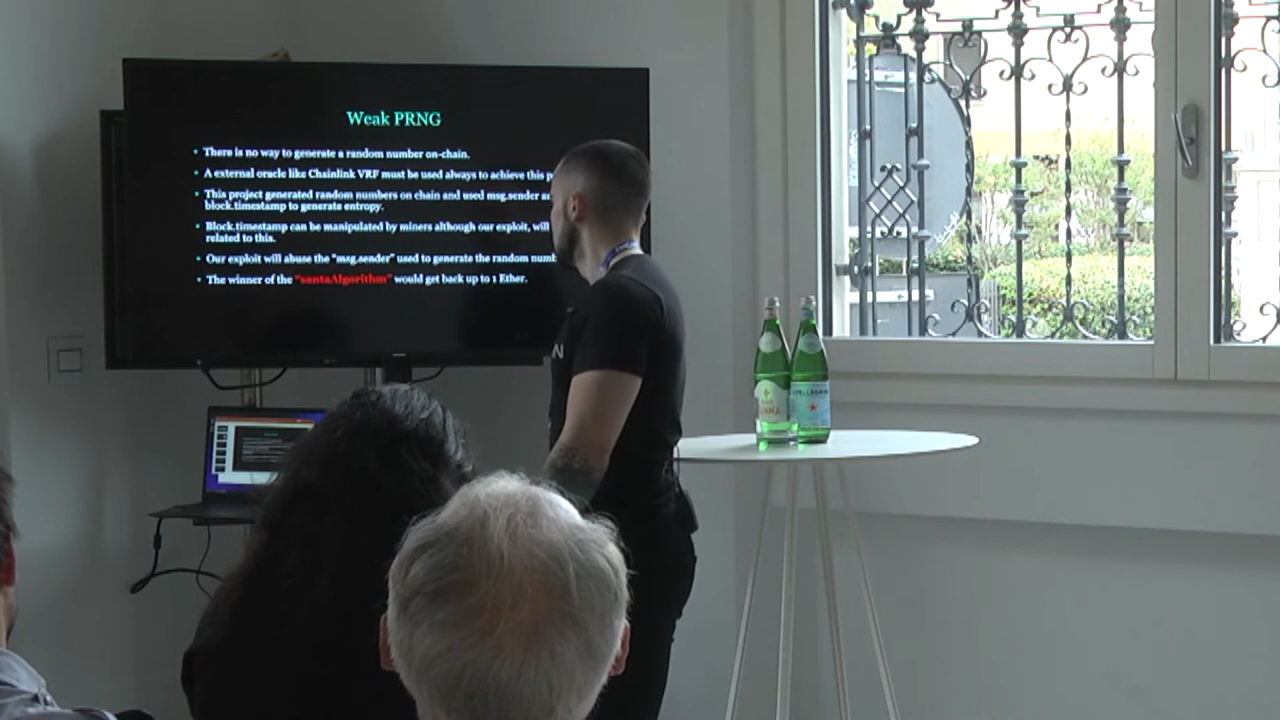 Weak PRNG
There is no way to generate a random number on-chain.
A external oracle like Chainlink VRF must be used always to achieve this
This project generated random numbers on chain and used msg.sender
block.timestamp to generate entropy.
Block.timestamp can be manipulated by miners although our exploit, will
related to this.
Our exploit will abuse the "msg.sender" used to generate the random
The winner of the "santaAlgorithm" would get back up to 1 Ether.